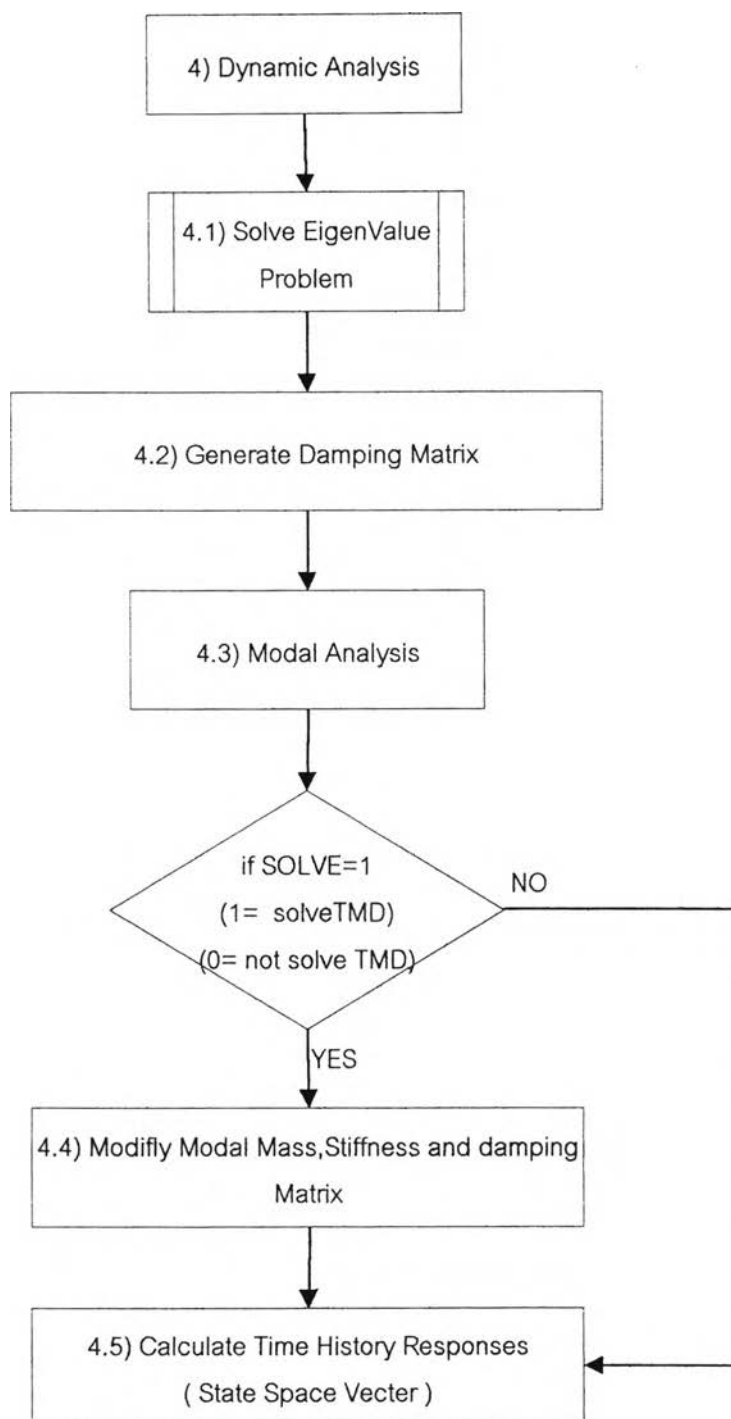 4) Dynamic Analysis
4.1) Solve EigenValue
Problem
4.2) Generate Damping Matrix
4.3) Modal Analysis
if SOLVE=1
(1= solveTMD)
(0= not solve TMD)
NO
YES
4.4) Modifly Modal Mass,Stiffness and damping
Matrix
4.5) Calculate Time History Responses
( State Space Vecter )